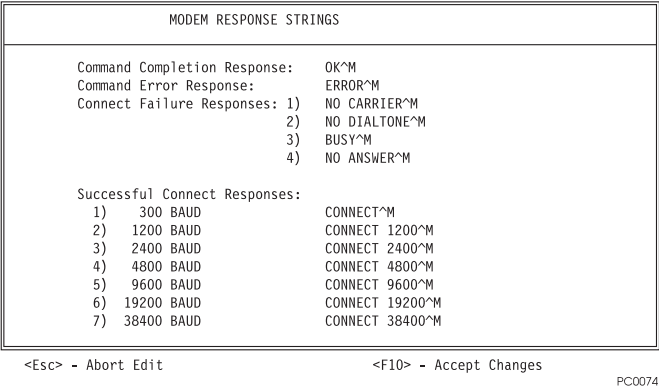 MODEM RESPONSE STRINGS
Command Completion Response: OK^M
Command Error Response: ERROR^M
Connect Failure Responses: 1) NO CARRIER^M
2) NO DIALTONE^M
3) BUSY^M
4) NO ANSWER^M
Successful Connect Responses:
1) 300 BAUD CONNECT^M
2) 1200 BAUD CONNECT 1200^M
3) 2400 BAUD CONNECT 2400^M
4) 4800 BAUD CONNECT 4800^M
5) 9600 BAUD CONNECT 9600^M
6) 19200 BAUD CONNECT 19200^M
7) 38400 BAUD CONNECT 38400^M
<Esc> - Abort Edit <F10> - Accept Changes
PC0074